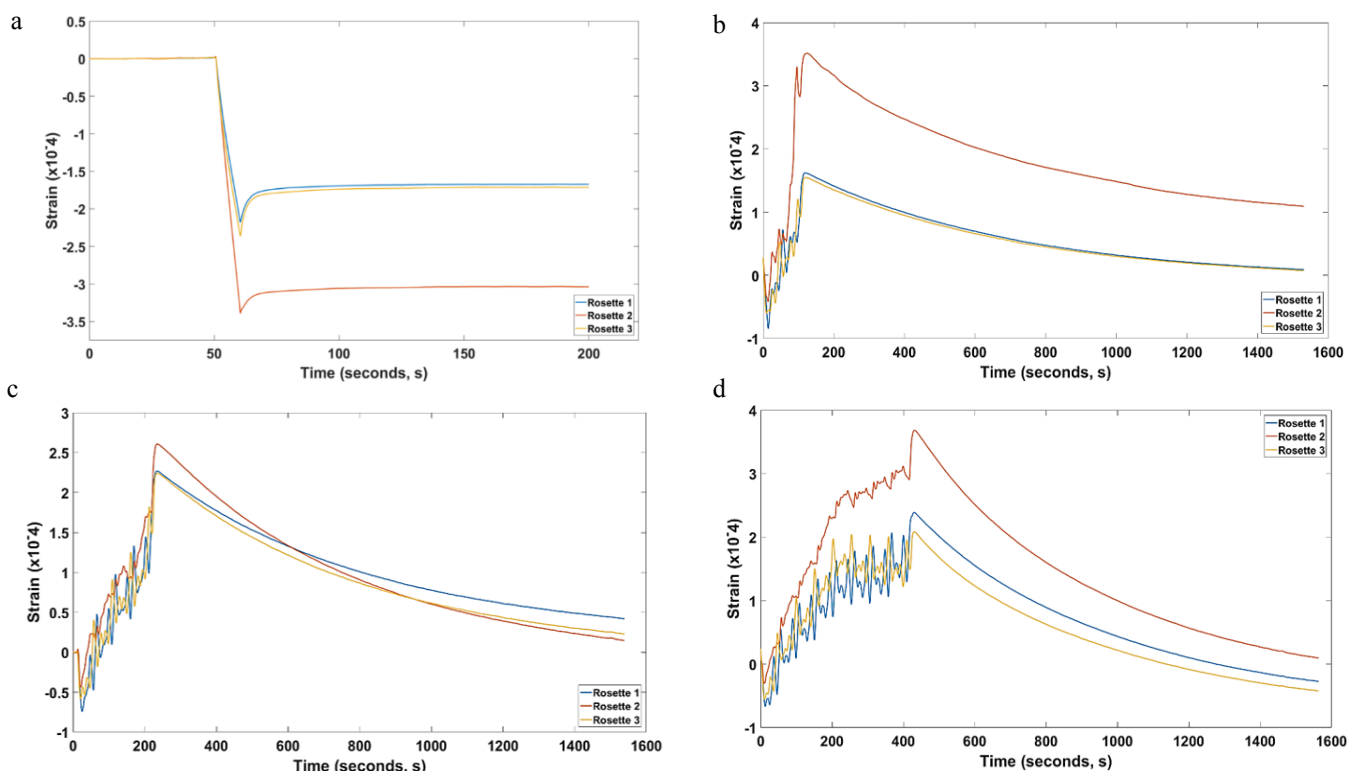 a
0.5
0
-0.5
-1
-1.5
-2
-2.5
-3
-3.5
Strain (x10⁻4)
Rosette 1
Rosette 2
Rosette 3
0
50
100
150
200
Time (seconds, s)
b
4
3
2
1
0
-1
Strain (x10⁻4)
Rosette 1
Rosette 2
Rosette 3
0
200
400
600
800
1000
1200
1400
1600
Time (seconds, s)
c
3
2.5
2
1.5
1
0.5
0
-0.5
-1
Strain (x10⁻4)
Rosette 1
Rosette 2
Rosette 3
0
200
400
600
800
1000
1200
1400
1600
Time (seconds, s)
d
4
3
2
1
0
-1
Strain (x10⁻4)
Rosette 1
Rosette 2
Rosette 3
0
200
400
600
800
1000
1200
1400
1600
Time (seconds, s)